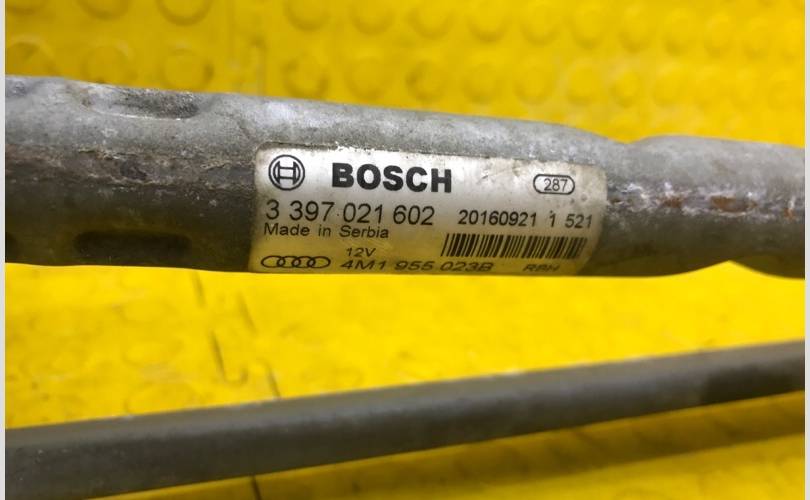 BOSCH 287
3 397 021 602 20160921 1 521
Made in Serbia
12V
4M1 955 023B RBH